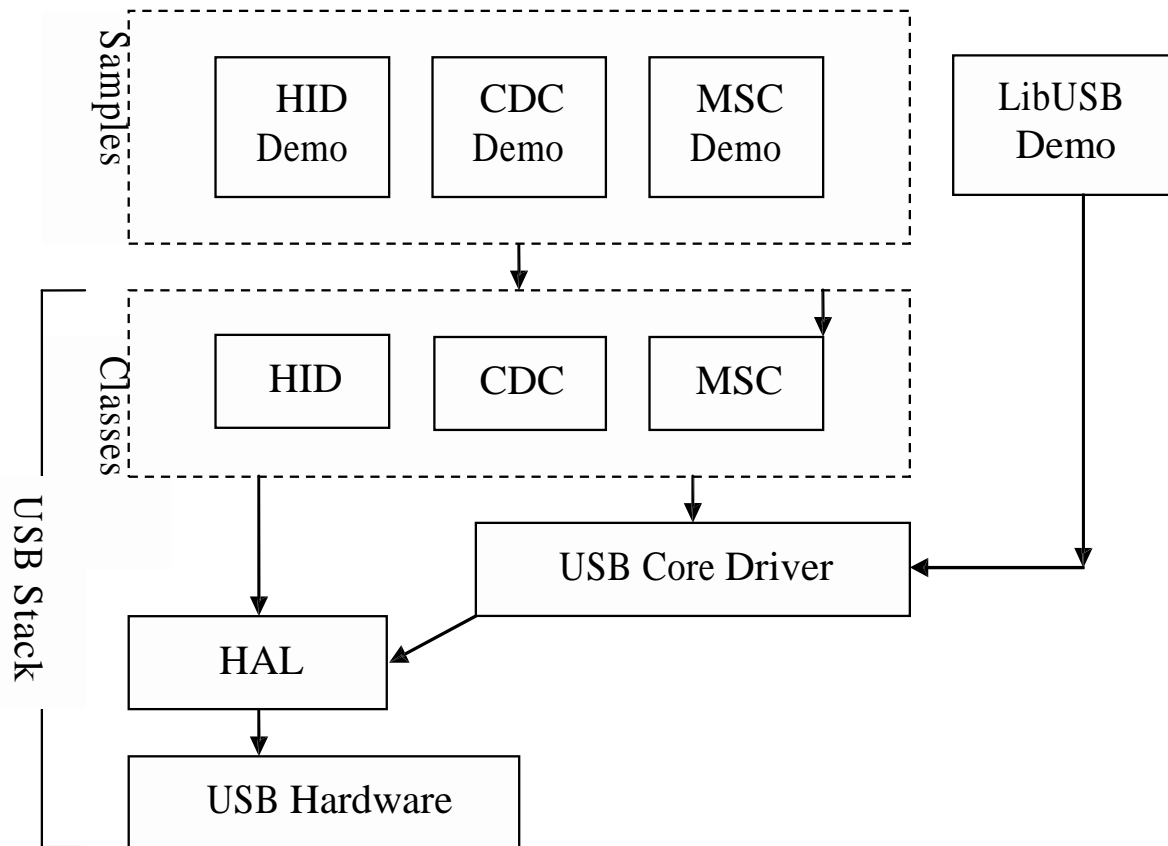 Samples
HID
Demo
CDC
Demo
MSC
Demo
LibUSB
Demo
USB Stack
Classes
HID
CDC
MSC
USB Core Driver
HAL
USB Hardware